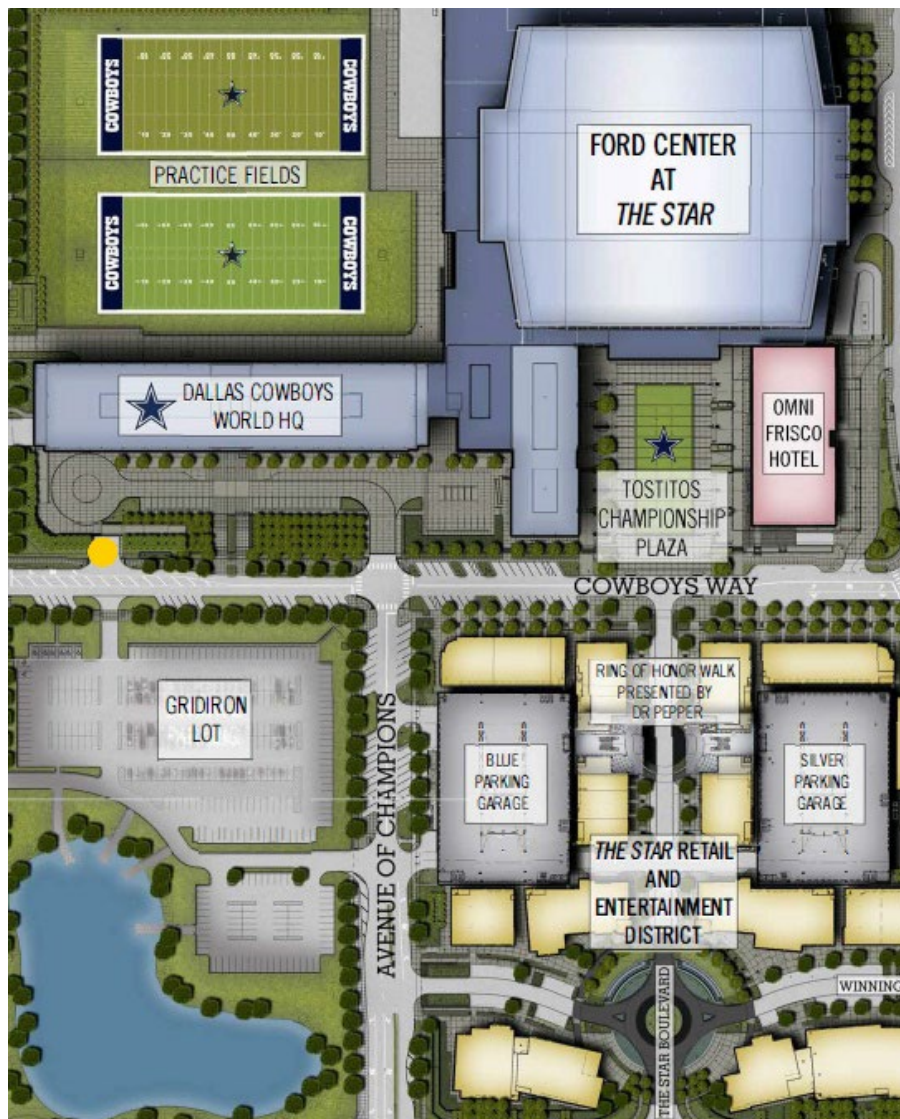 COWBOYS
COWBOYS
PRACTICE FIELDS
COWBOYS
COWBOYS
FORD CENTER
AT
THE STAR
DALLAS COWBOYS
WORLD HQ
OMNI
FRISCO
HOTEL
TOSTITOS
CHAMPIONSHIP
PLAZA
COWBOYS WAY
GRIDIRON
LOT
AVENUE OF CHAMPIONS
RING OF HONOR WALK
PRESENTED BY
DR PEPPER
BLUE
PARKING
GARAGE
SILVER
PARKING
GARAGE
THE STAR RETAIL
AND
ENTERTAINMENT
DISTRICT
WINNING
THE STAR BOULEVARD